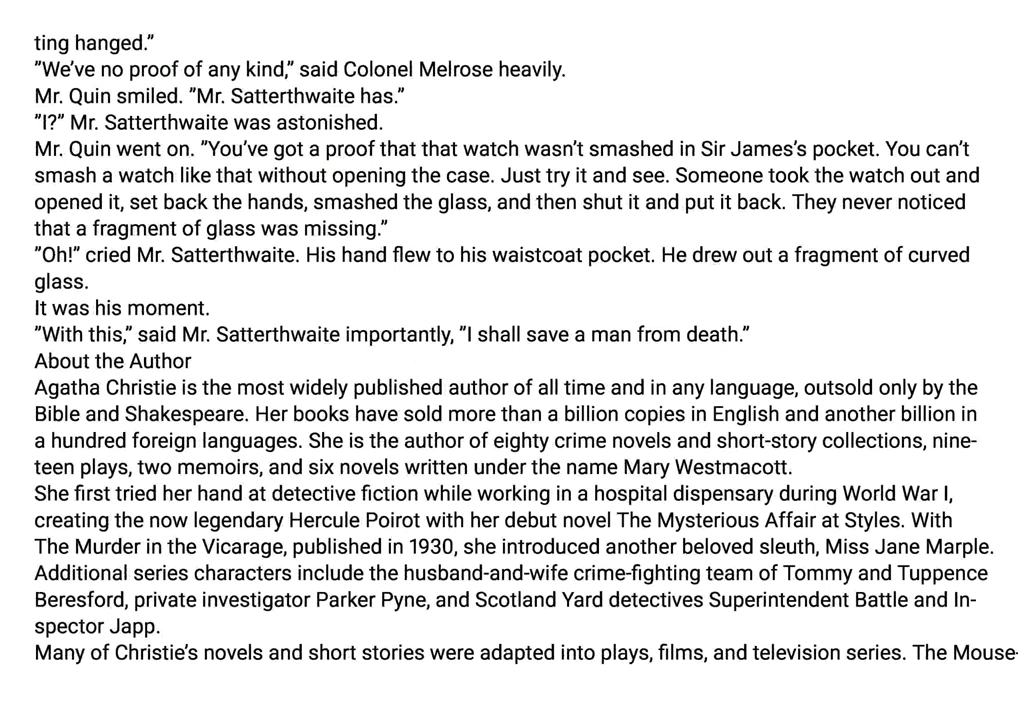 ting hanged.”
”We’ve no proof of any kind,” said Colonel Melrose heavily.
Mr. Quin smiled. ”Mr. Satterthwaite has.”
”I?” Mr. Satterthwaite was astonished.
Mr. Quin went on. ”You’ve got a proof that that watch wasn’t smashed in Sir James’s pocket. You can’t
smash a watch like that without opening the case. Just try it and see. Someone took the watch out and
opened it, set back the hands, smashed the glass, and then shut it and put it back. They never noticed
that a fragment of glass was missing.”
”Oh!” cried Mr. Satterthwaite. His hand flew to his waistcoat pocket. He drew out a fragment of curved
glass.
It was his moment.
”With this,” said Mr. Satterthwaite importantly, ”I shall save a man from death.”
About the Author
Agatha Christie is the most widely published author of all time and in any language, outsold only by the
Bible and Shakespeare. Her books have sold more than a billion copies in English and another billion in
a hundred foreign languages. She is the author of eighty crime novels and short-story collections, nine-
teen plays, two memoirs, and six novels written under the name Mary Westmacott.
She first tried her hand at detective fiction while working in a hospital dispensary during World War I,
creating the now legendary Hercule Poirot with her debut novel The Mysterious Affair at Styles. With
The Murder in the Vicarage, published in 1930, she introduced another beloved sleuth, Miss Jane Marple.
Additional series characters include the husband-and-wife crime-fighting team of Tommy and Tuppence
Beresford, private investigator Parker Pyne, and Scotland Yard detectives Superintendent Battle and In-
spector Japp.
Many of Christie’s novels and short stories were adapted into plays, films, and television series. The Mouse-